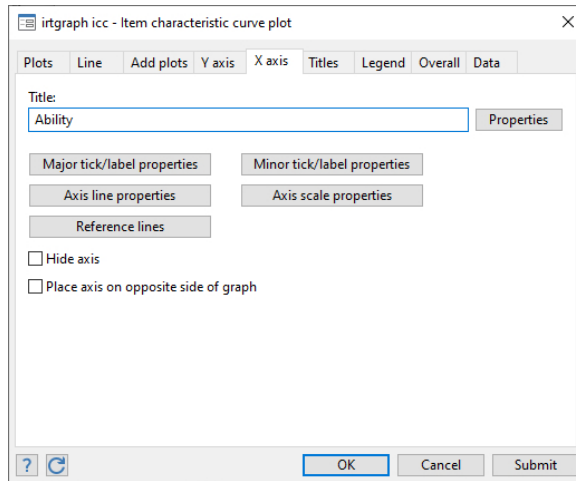 irtgraph icc - Item characteristic curve plot
Plots Line Add plots Y axis X axis Titles Legend Overall Data
Title:
Ability Properties
Major tick/label properties Minor tick/label properties
Axis line properties Axis scale properties
Reference lines
Hide axis
Place axis on opposite side of graph
? OK Cancel Submit